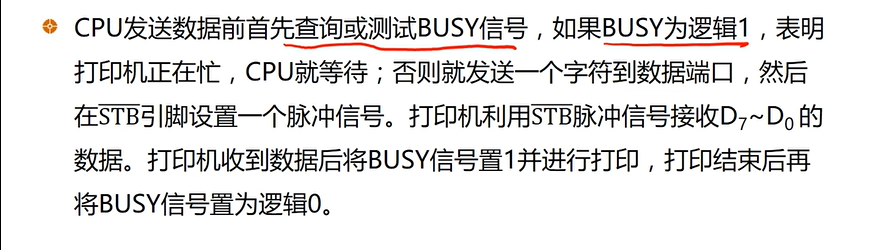 CPU发送数据前首先查询或测试BUSY信号，如果BUSY为逻辑1，表明
打印机正在忙，CPU就等待；否则就发送一个字符到数据端口，然后
在S̅T̅B̅引脚设置一个脉冲信号。打印机利用S̅T̅B̅脉冲信号接收D₇~D₀的
数据。打印机收到数据后将BUSY信号置1并进行打印，打印结束后再
将BUSY信号置为逻辑0。